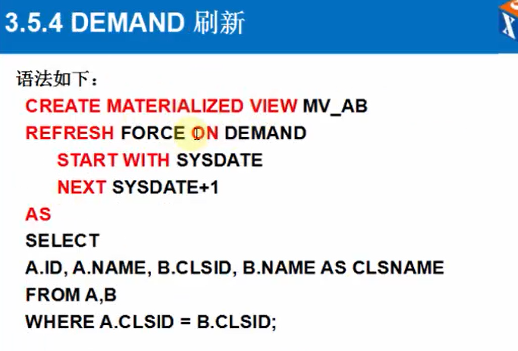 3.5.4 DEMAND 刷新
语法如下：
CREATE MATERIALIZED VIEW MV_AB
REFRESH FORCE ON DEMAND
START WITH SYSDATE
NEXT SYSDATE+1
AS
SELECT
A.ID, A.NAME, B.CLSID, B.NAME AS CLSNAME
FROM A,B
WHERE A.CLSID = B.CLSID;